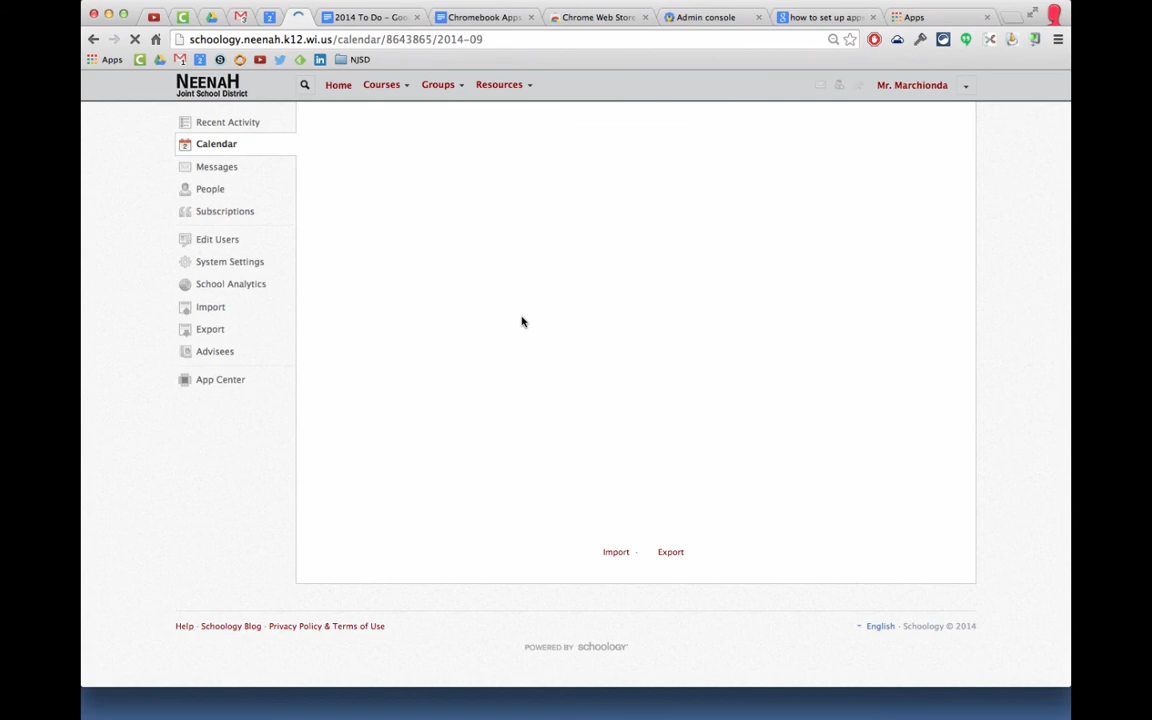 2014 To Do - Goo
Chromebook Apps
Chrome Web Store
Admin console
how to set up apps
Apps
schoology.neenah.k12.wi.us/calendar/8643865/2014-09
Apps
NJSD
NEENAH
Joint School District
Home
Courses
Groups
Resources
Mr. Marchionda
Recent Activity
Calendar
Messages
People
Subscriptions
Edit Users
System Settings
School Analytics
Import
Export
Advisees
App Center
Import · Export
Help · Schoology Blog · Privacy Policy & Terms of Use
English · Schoology © 2014
POWERED BY schoology®